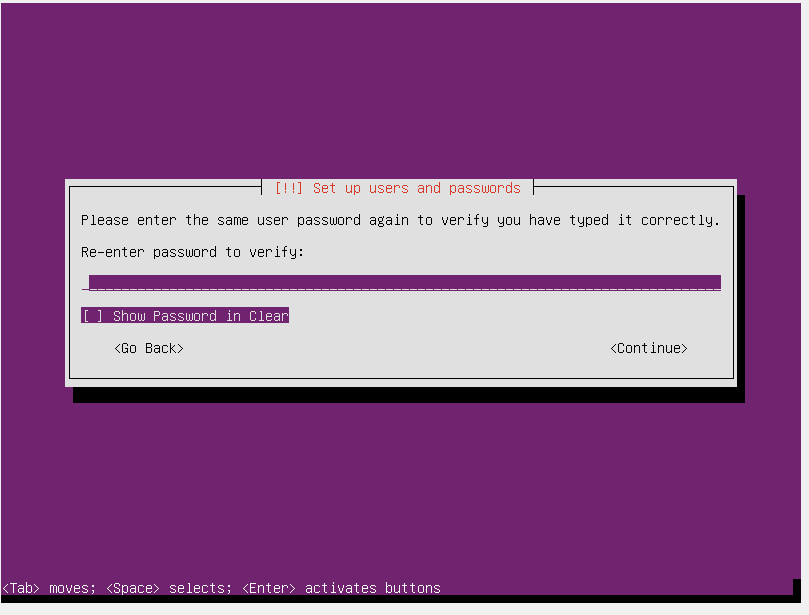 [!!] Set up users and passwords
Please enter the same user password again to verify you have typed it correctly.
Re-enter password to verify:
[ ] Show Password in Clear
<Go Back> <Continue>
<Tab> moves; <Space> selects; <Enter> activates buttons